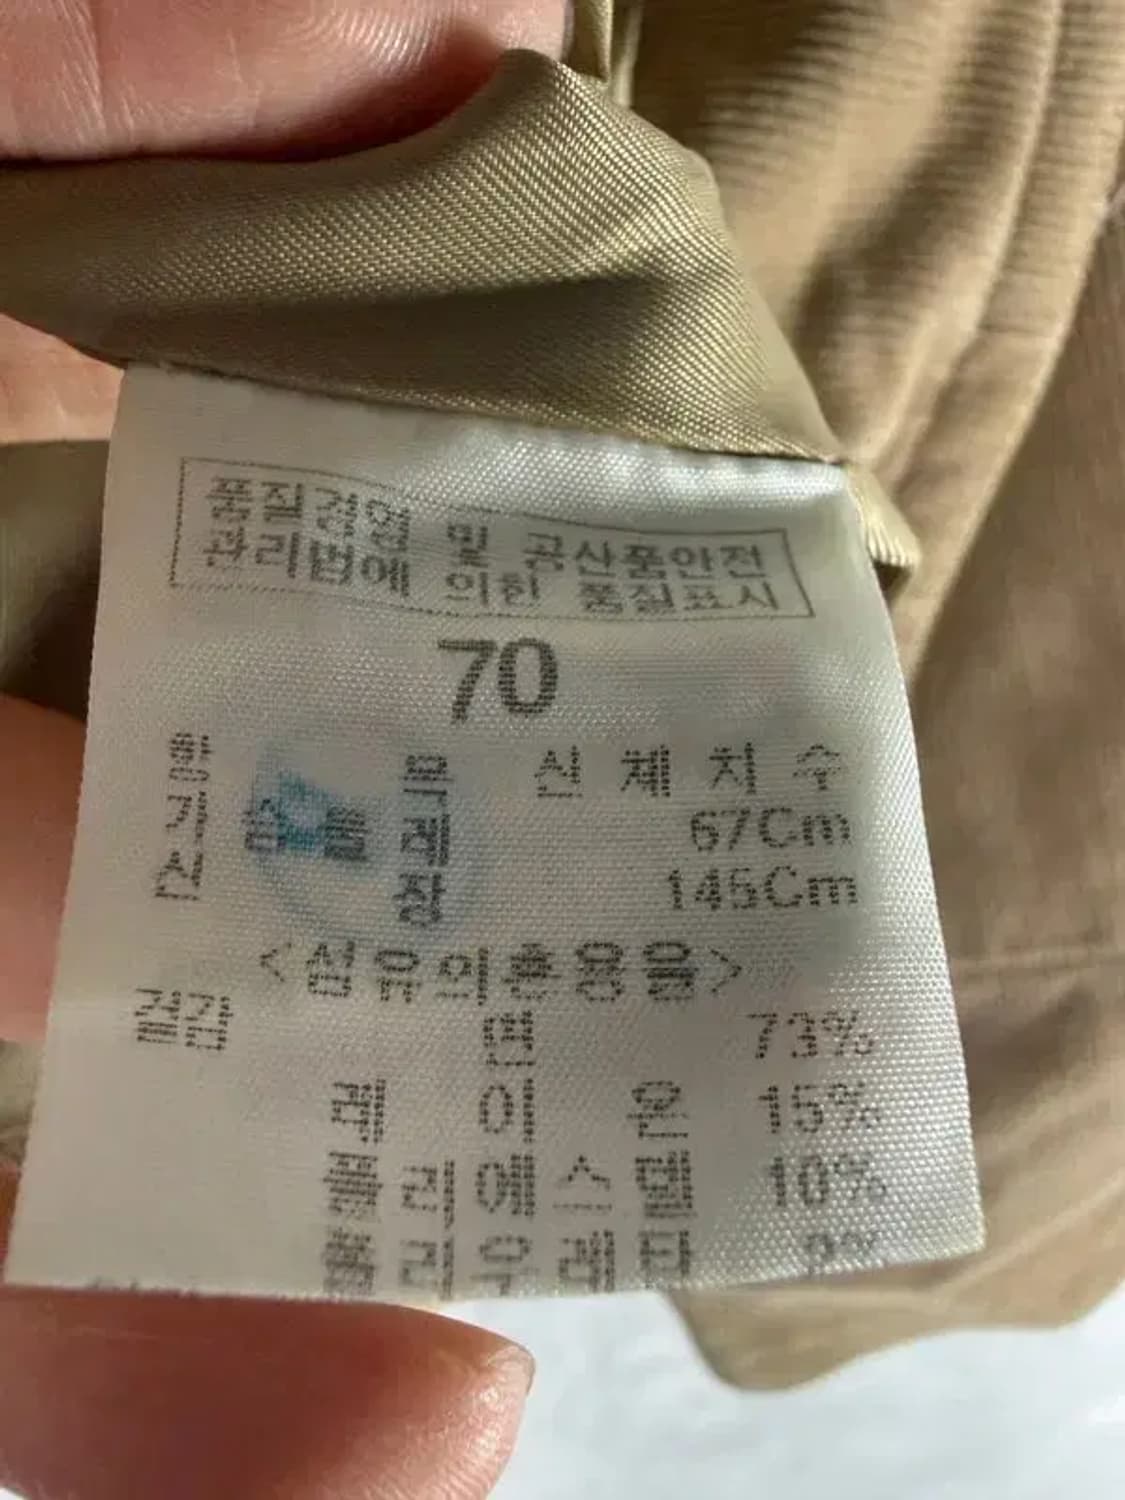 품질경영 및 공산품안전
관리법에 의한 품질표시
70
신체치수
67Cm
145Cm
<섬유의혼용율>
겉감 면 73%
레이온 15%
폴리에스텔 10%
폴리우레탄 2%